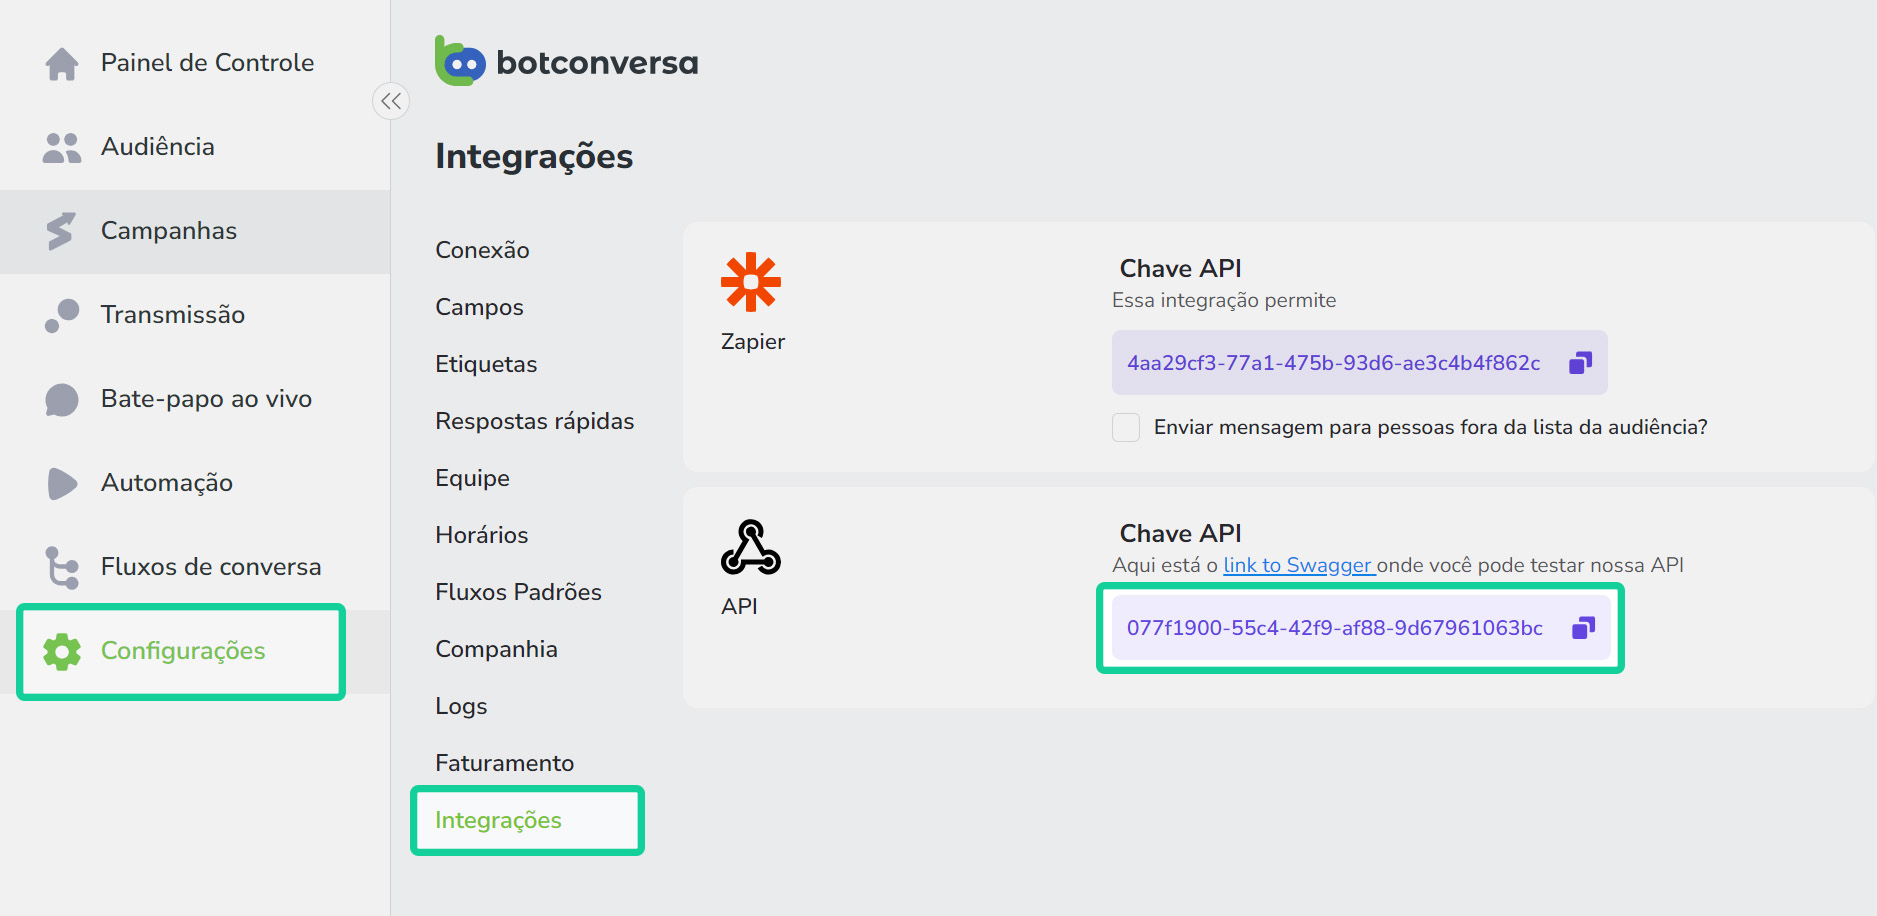 Painel de Controle
Audiência
Campanhas
Transmissão
Bate-papo ao vivo
Automação
Fluxos de conversa
Configurações
botconversa
Integrações
Conexão
Campos
Etiquetas
Respostas rápidas
Equipe
Horários
Fluxos Padrões
Companhia
Logs
Faturamento
Integrações
Zapier
Chave API
Essa integração permite
4aa29cf3-77a1-475b-93d6-ae3c4b4f862c
Enviar mensagem para pessoas fora da lista da audiência?
API
Chave API
Aqui está o link to Swagger onde você pode testar nossa API
077f1900-55c4-42f9-af88-9d67961063bc